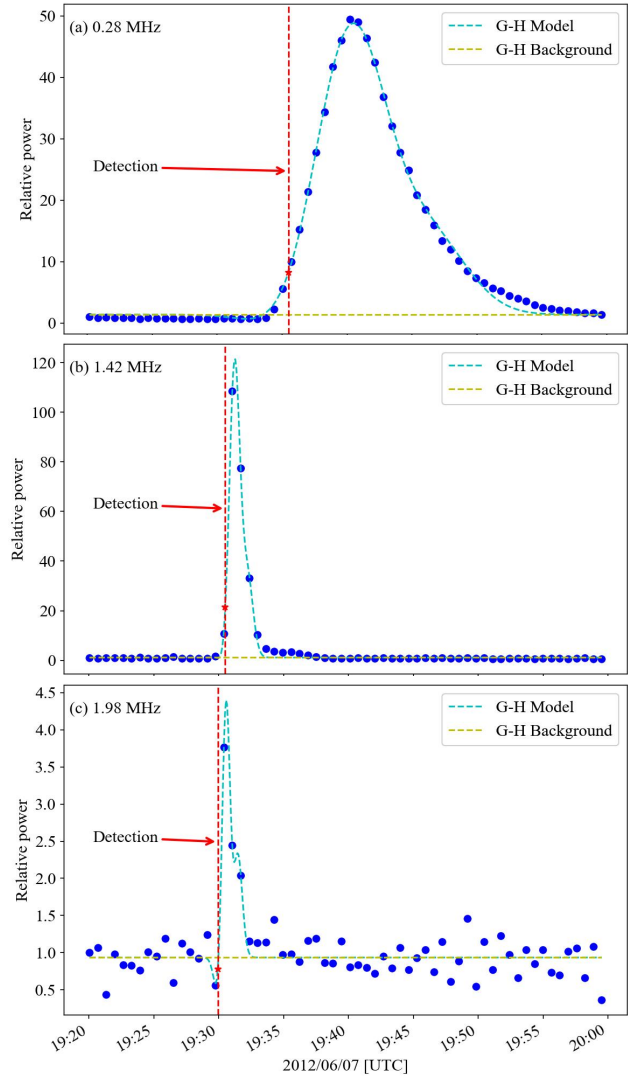 (a) 0.28 MHz
G-H Model
G-H Background
Detection
Relative power
50
40
30
20
10
0
(b) 1.42 MHz
G-H Model
G-H Background
Detection
Relative power
120
100
80
60
40
20
0
(c) 1.98 MHz
G-H Model
G-H Background
Detection
Relative power
4.5
4.0
3.5
3.0
2.5
2.0
1.5
1.0
0.5
19:20 19:25 19:30 19:35 19:40 19:45 19:50 19:55 20:00
2012/06/07 [UTC]